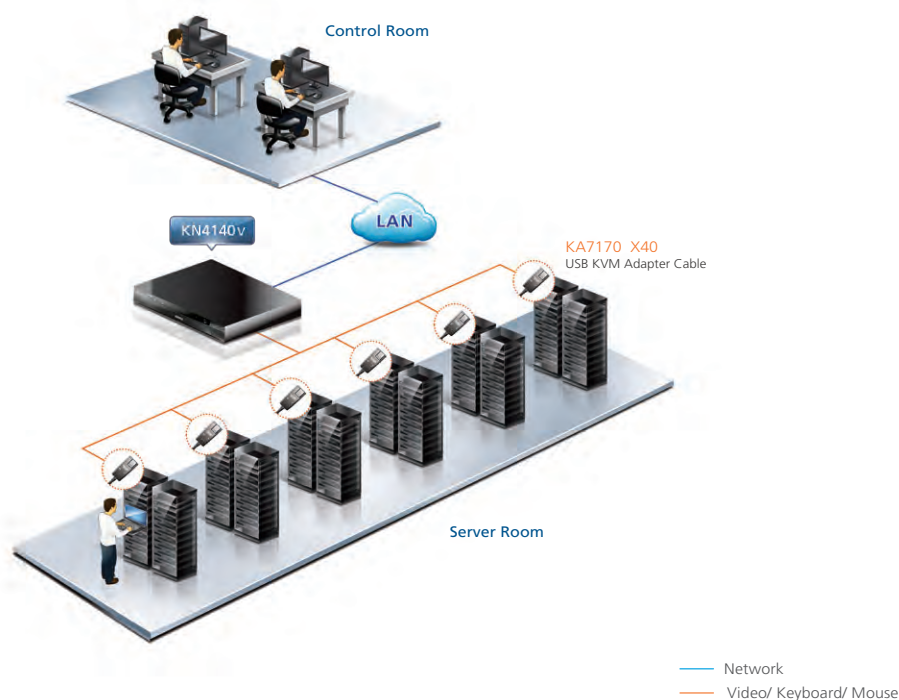 Control Room
KN4140v
LAN
KA7170 X40
USB KVM Adapter Cable
Server Room
Network
Video/ Keyboard/ Mouse